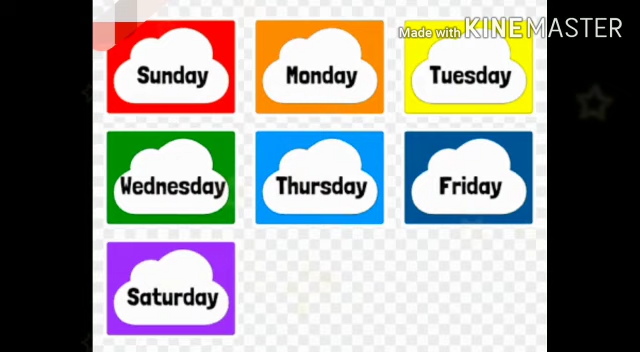 Made with KINEMASTER
Sunday
Monday
Tuesday
Wednesday
Thursday
Friday
Saturday